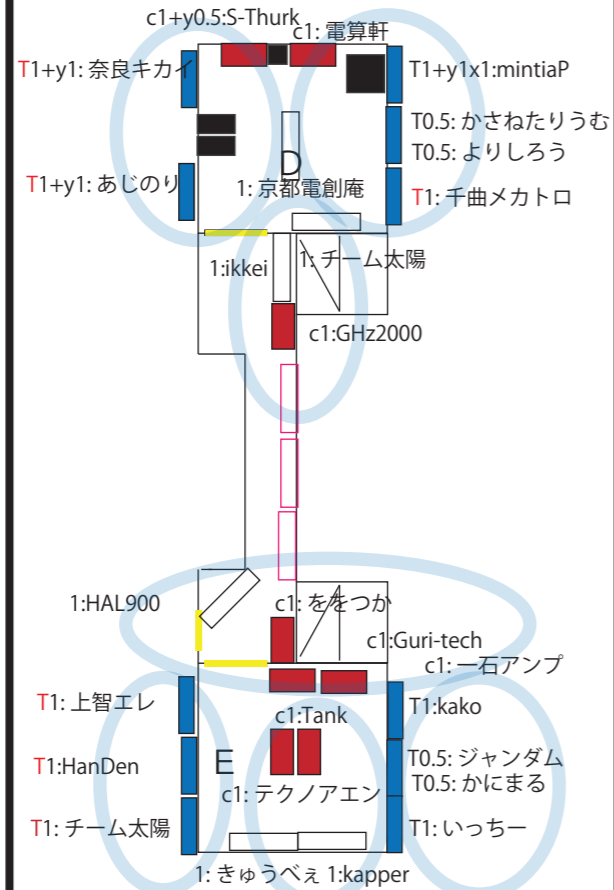 c1+y0.5:S-Thurk
c1: 電算軒
T1+y1: 奈良キカイ
T1+y1x1:mintiaP
T0.5: かさねたりうむ
T0.5: よりしろう
D
T1+y1: あじのり
1: 京都電創庵
T1: 千曲メカトロ
1:ikkei
1: チーム太陽
c1:GHz2000
1:HAL900
c1: ををつか
c1:Guri-tech
c1: 一石アンプ
T1: 上智エレ
c1:Tank
T1:kako
T1:HanDen
E
T0.5: ジャンダム
T0.5: かにまる
c1: テクノアエン
T1: チーム太陽
T1: いっちー
1: きゅうべぇ 1:kapper